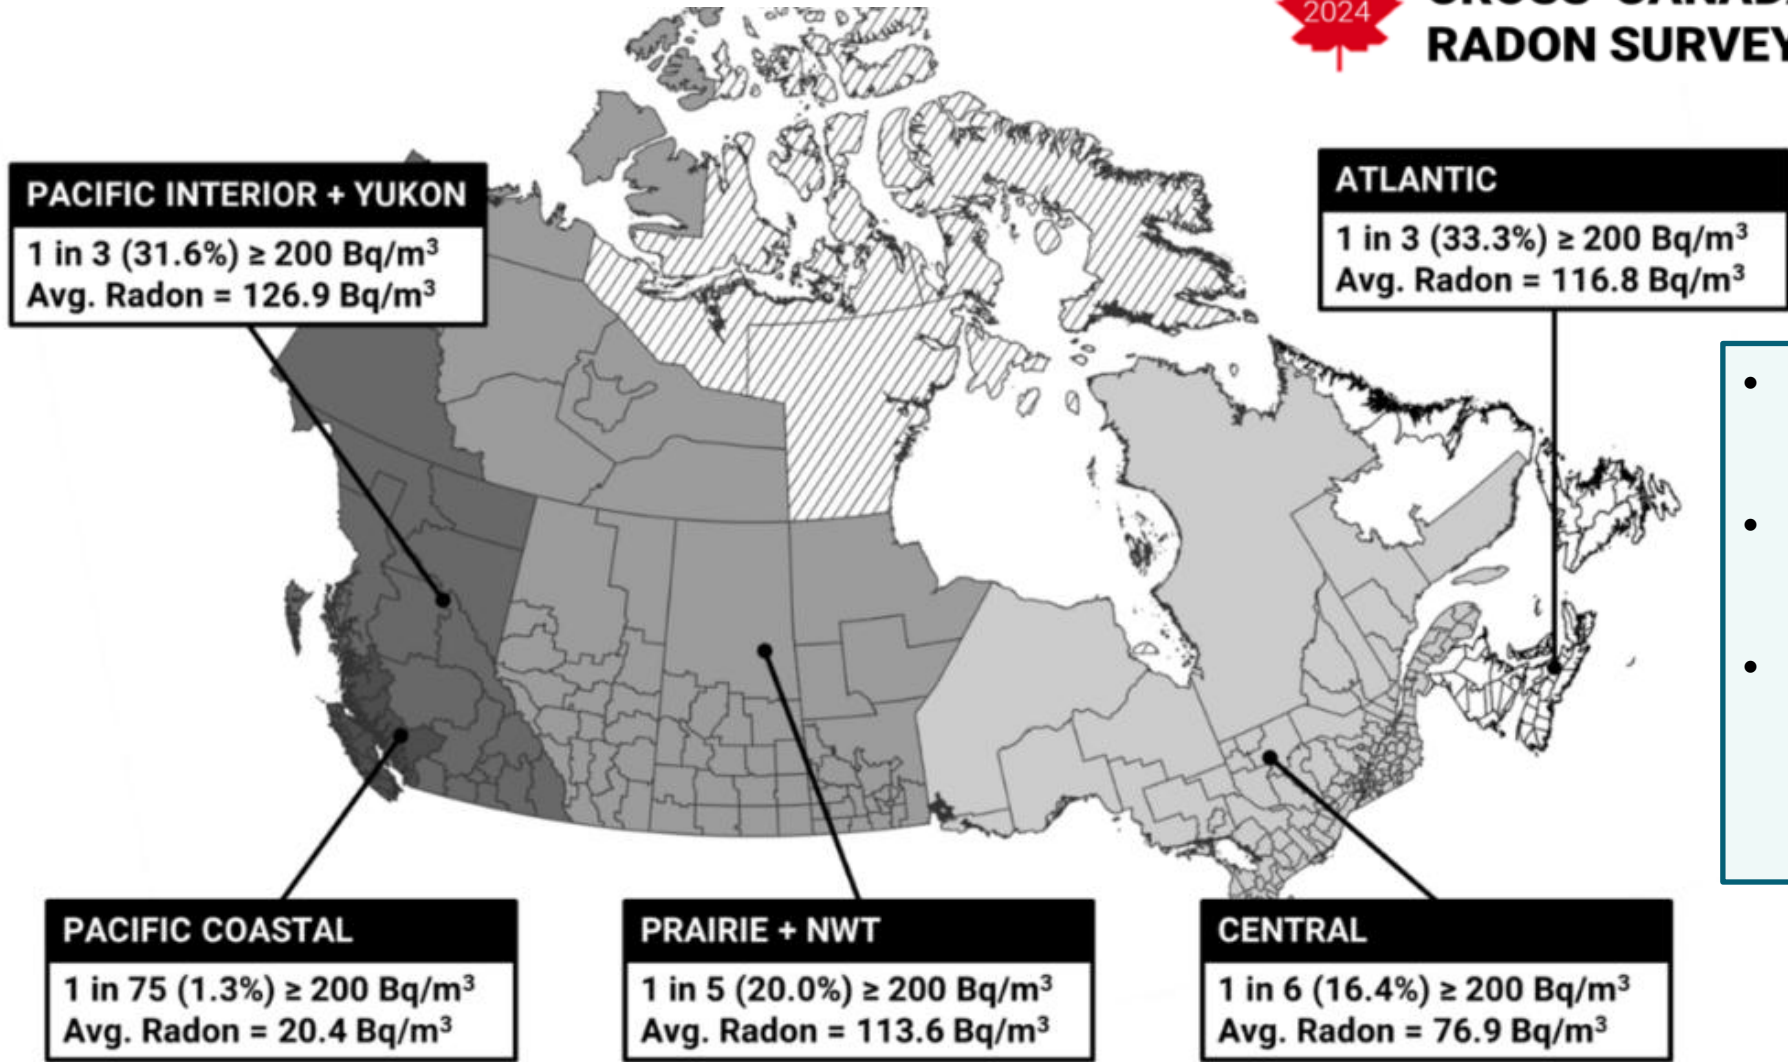 2024
RADON SURVEY
PACIFIC INTERIOR + YUKON
1 in 3 (31.6%) ≥ 200 Bq/m³
Avg. Radon = 126.9 Bq/m³
ATLANTIC
1 in 3 (33.3%) ≥ 200 Bq/m³
Avg. Radon = 116.8 Bq/m³
•
•
•
PACIFIC COASTAL
1 in 75 (1.3%) ≥ 200 Bq/m³
Avg. Radon = 20.4 Bq/m³
PRAIRIE + NWT
1 in 5 (20.0%) ≥ 200 Bq/m³
Avg. Radon = 113.6 Bq/m³
CENTRAL
1 in 6 (16.4%) ≥ 200 Bq/m³
Avg. Radon = 76.9 Bq/m³